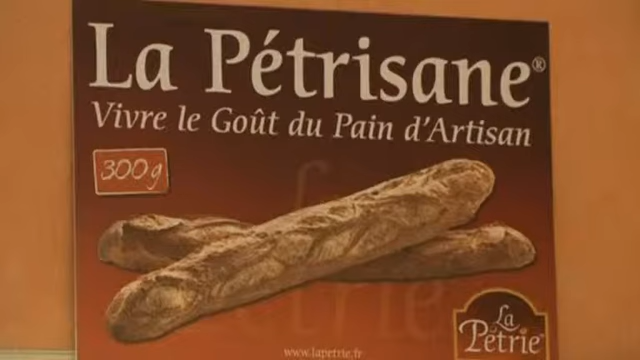 La Pétrisane®
Vivre le Goût du Pain d'Artisan
300g
www.lapetrie.fr
La
Pétrie